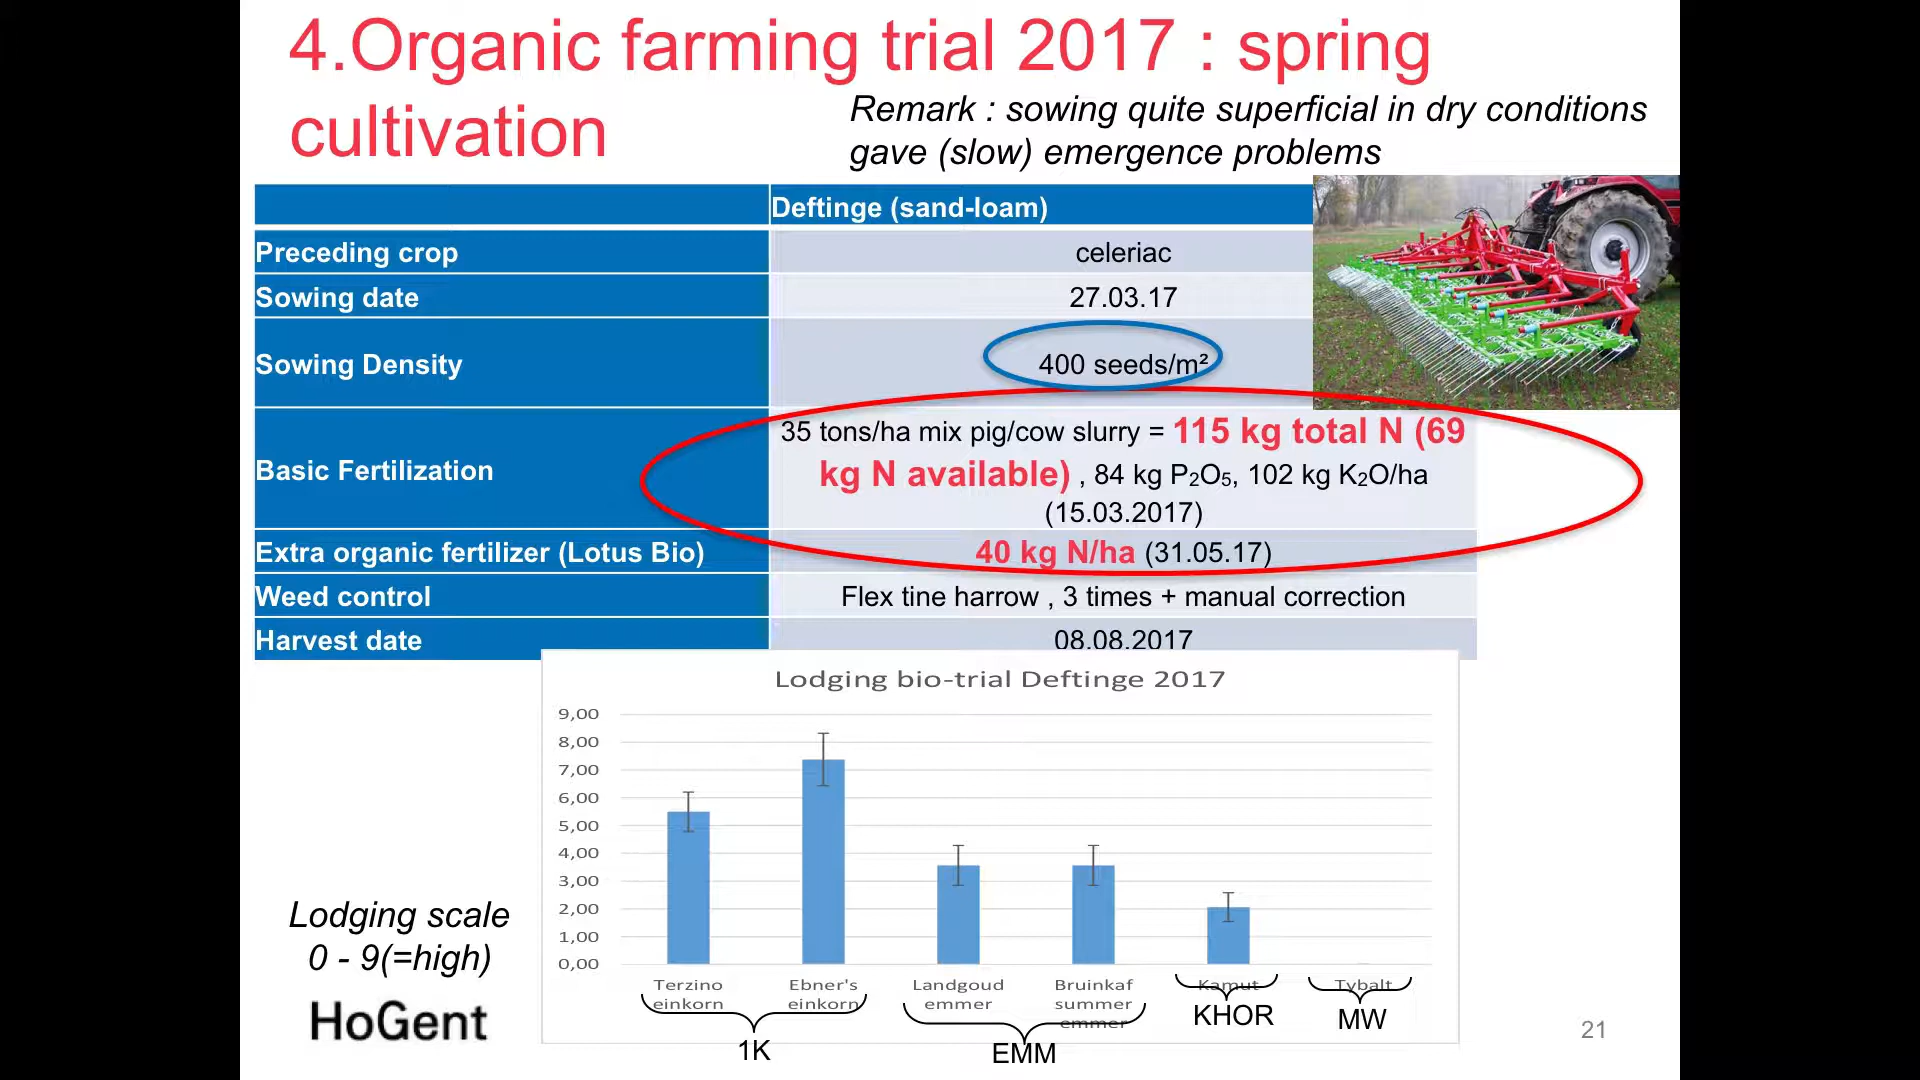 4.Organic farming trial 2017 : spring
cultivation
Remark : sowing quite superficial in dry conditions
gave (slow) emergence problems
Deftinge (sand-loam)
Preceding crop
celeriac
Sowing date
27.03.17
Sowing Density
400 seeds/m²
Basic Fertilization
35 tons/ha mix pig/cow slurry = 115 kg total N (69
kg N available) , 84 kg P₂O₅, 102 kg K₂O/ha
(15.03.2017)
Extra organic fertilizer (Lotus Bio)
40 kg N/ha (31.05.17)
Weed control
Flex tine harrow , 3 times + manual correction
Harvest date
08.08.2017
Lodging bio-trial Deftinge 2017
9,00
8,00
7,00
6,00
5,00
4,00
3,00
2,00
1,00
0,00
Terzino
einkorn
Ebner's
einkorn
Landgoud
emmer
Bruinkaf
summer
emmer
Kamut
Tybalt
1K
EMM
KHOR
MW
Lodging scale
0 - 9(=high)
HoGent
21